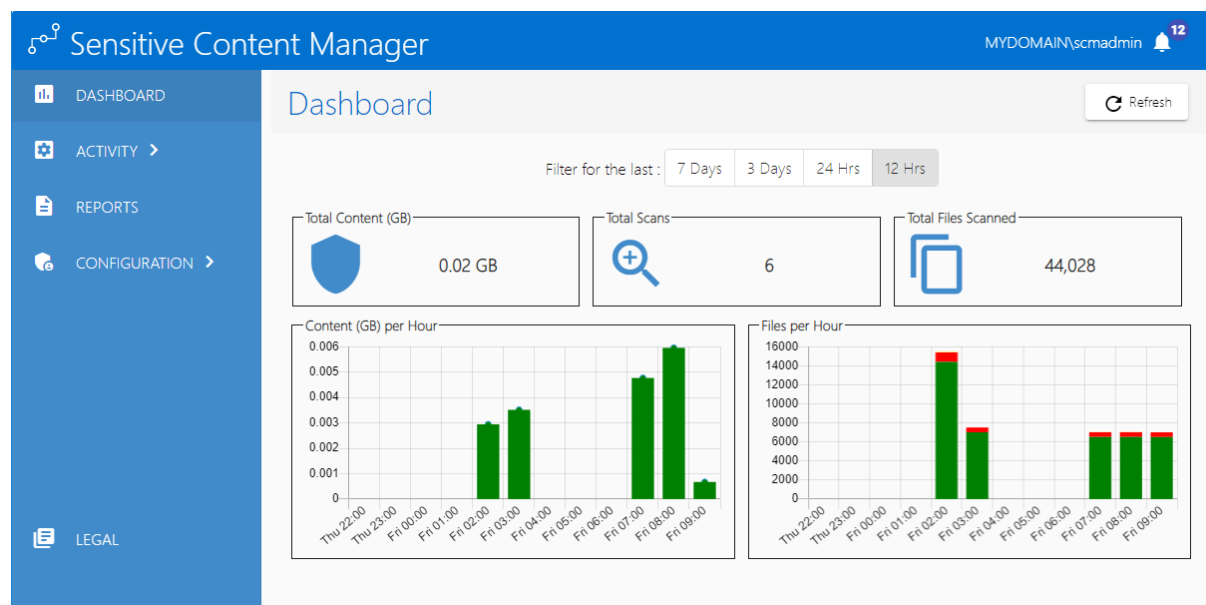 Sensitive Content Manager
MYDOMAIN\scmadmin 12
DASHBOARD
ACTIVITY
REPORTS
CONFIGURATION
LEGAL
Dashboard
Refresh
Filter for the last : 7 Days 3 Days 24 Hrs 12 Hrs
Total Content (GB)
0.02 GB
Total Scans
6
Total Files Scanned
44,028
Content (GB) per Hour
0.006
0.005
0.004
0.003
0.002
0.001
0
Thu 22:00 Thu 23:00 Fri 00:00 Fri 01:00 Fri 02:00 Fri 03:00 Fri 04:00 Fri 05:00 Fri 06:00 Fri 07:00 Fri 08:00 Fri 09:00
Files per Hour
16000
14000
12000
10000
8000
6000
4000
2000
0
Thu 22:00 Thu 23:00 Fri 00:00 Fri 01:00 Fri 02:00 Fri 03:00 Fri 04:00 Fri 05:00 Fri 06:00 Fri 07:00 Fri 08:00 Fri 09:00